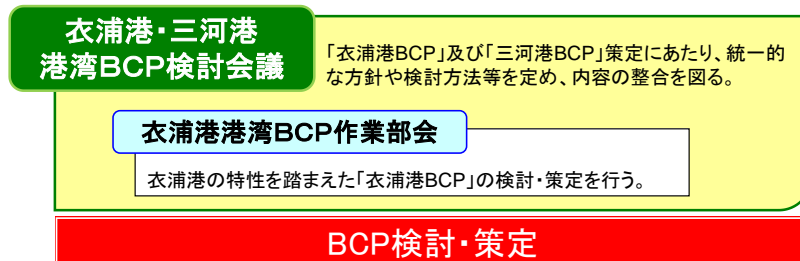 衣浦港・三河港
港湾BCP検討会議
「衣浦港BCP」及び「三河港BCP」策定にあたり、統一的
な方針や検討方法等を定め、内容の整合を図る。
衣浦港港湾BCP作業部会
衣浦港の特性を踏まえた「衣浦港BCP」の検討・策定を行う。
BCP検討・策定